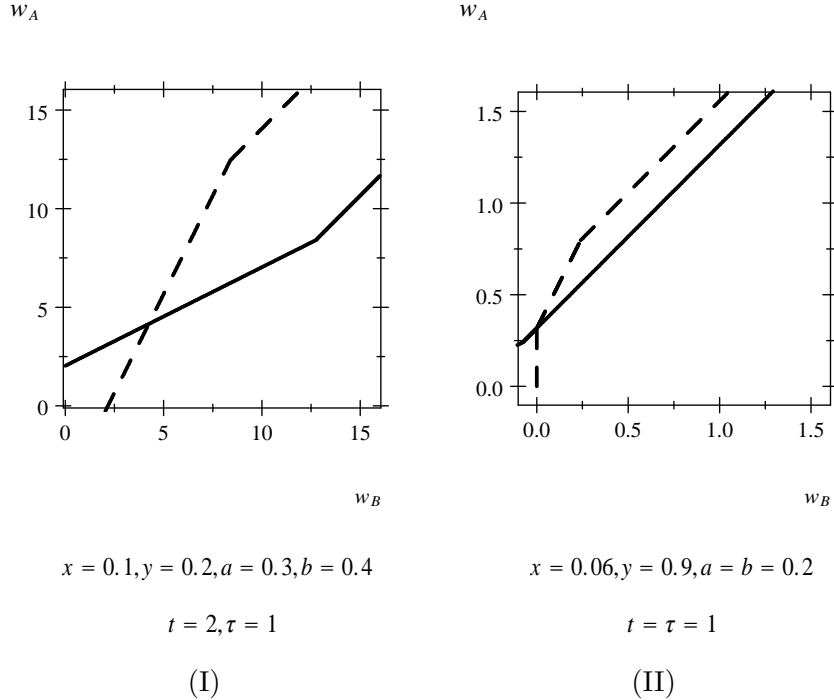 w_A
w_A
15
10
5
0
0 5 10 15
w_B
1.5
1.0
0.5
0.0
0.0 0.5 1.0 1.5
w_B
x = 0.1, y = 0.2, a = 0.3, b = 0.4
t = 2, τ = 1
(I)
x = 0.06, y = 0.9, a = b = 0.2
t = τ = 1
(II)